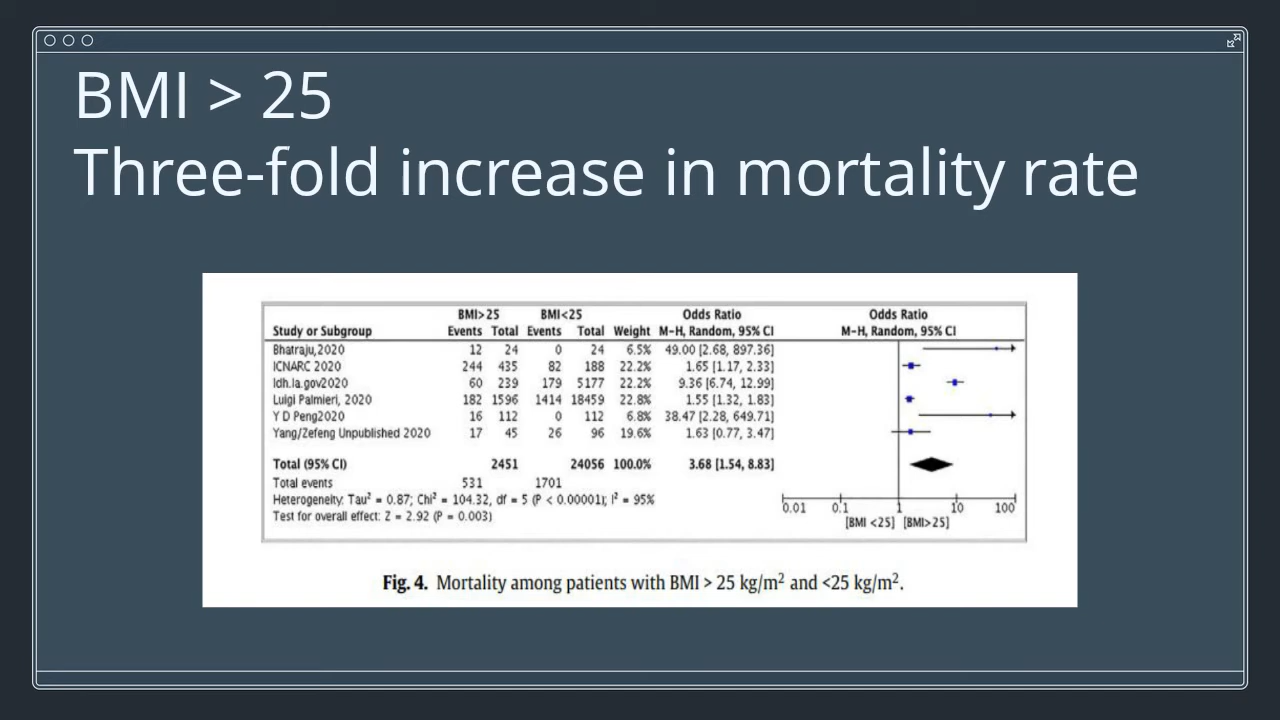 BMI > 25
Three-fold increase in mortality rate
BMI>25 BMI<25 Odds Ratio Odds Ratio
Study or Subgroup Events Total Events Total Weight M-H, Random, 95% CI M-H, Random, 95% CI
Bhatraju,2020 12 24 0 24 6.5% 49.00 [2.68, 897.36]
ICNARC 2020 244 435 82 188 22.2% 1.65 [1.17, 2.33]
ldh.la.gov2020 60 239 179 5177 22.2% 9.36 [6.74, 12.99]
Luigi Palmieri, 2020 182 1596 1414 18459 22.8% 1.55 [1.32, 1.83]
Y D Peng2020 16 112 0 112 6.8% 38.47 [2.28, 649.71]
Yang/Zefeng Unpublished 2020 17 45 26 96 19.6% 1.63 [0.77, 3.47]
Total (95% CI) 2451 24056 100.0% 3.68 [1.54, 8.83]
Total events 531 1701
Heterogeneity: Tau² = 0.87; Chi² = 104.32, df = 5 (P < 0.00001); I² = 95%
Test for overall effect: Z = 2.92 (P = 0.003)
0.01 0.1 1 10 100
[BMI <25] [BMI>25]
Fig. 4. Mortality among patients with BMI > 25 kg/m² and <25 kg/m².